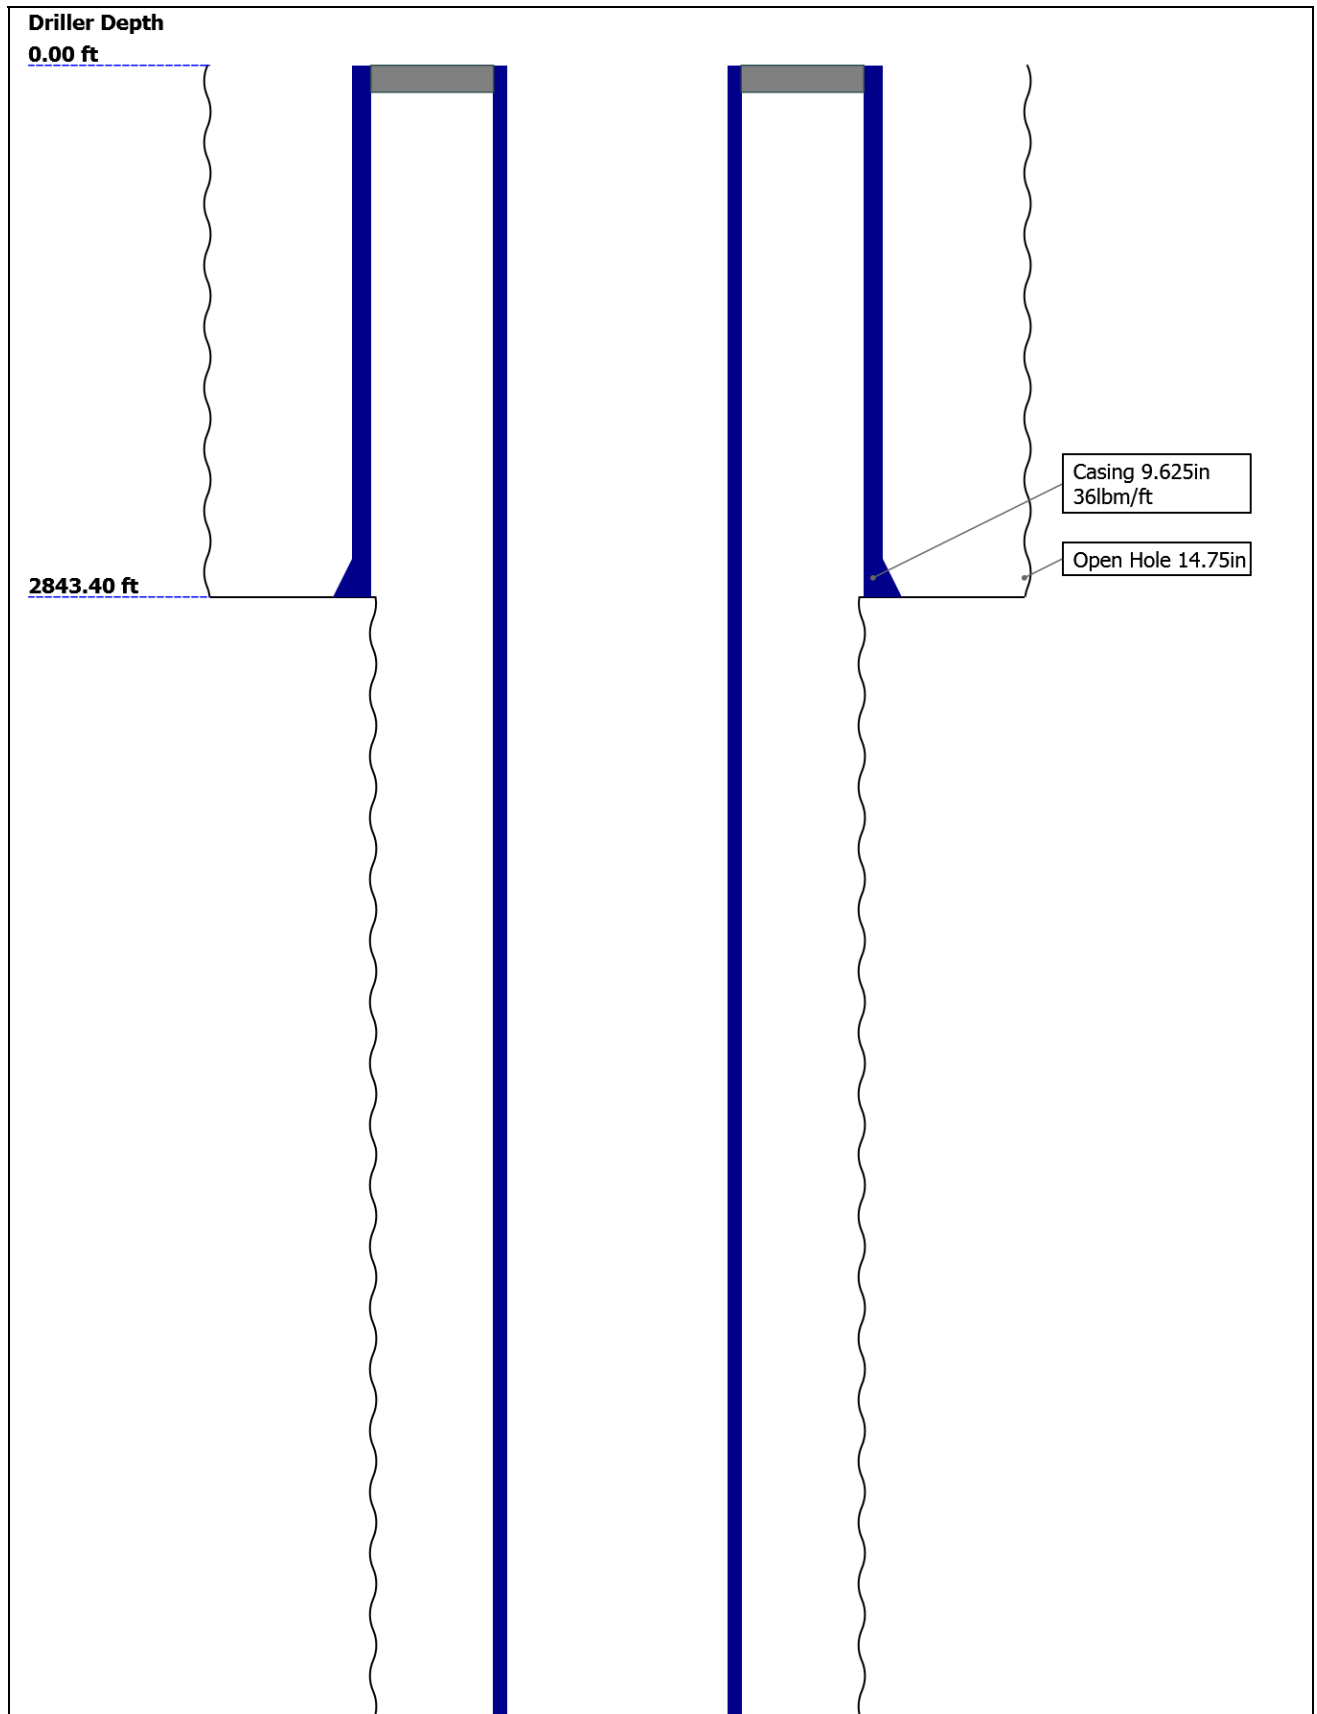 Driller Depth
0.00 ft
Casing 9.625in
36lbm/ft
Open Hole 14.75in
2843.40 ft